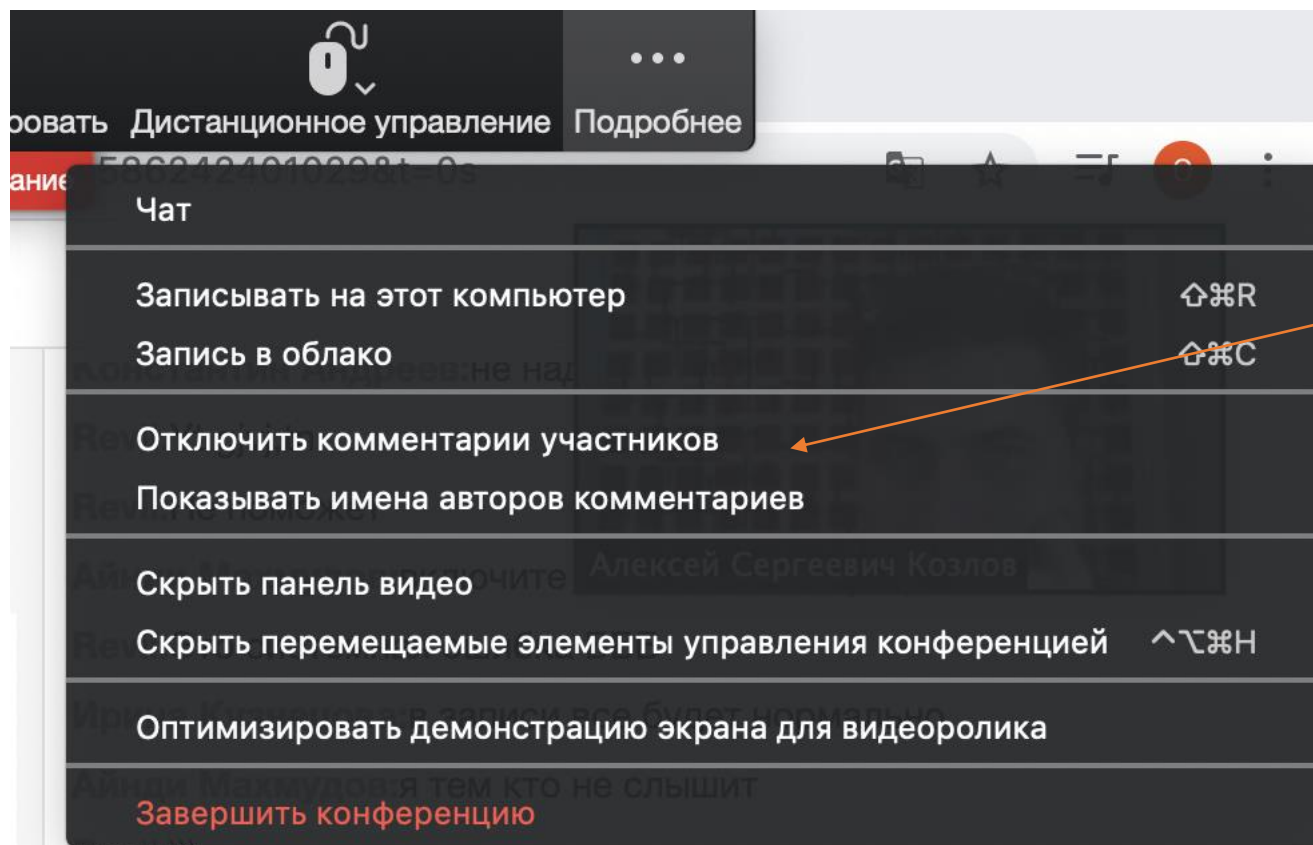 ровать Дистанционное управление Подробнее
ание 586242401029&t=0s
Чат
Записывать на этот компьютер ⇧⌘R
Запись в облако ⇧⌘C
Константин Андреев:не над
Отключить комментарии участников
Показывать имена авторов комментариев
Алексей Сергеевич Козлов
Скрыть панель видео
Скрыть перемещаемые элементы управления конференцией ^⌥⌘H
в записи все будет нормально
Оптимизировать демонстрацию экрана для видеоролика
Айнди Махмудов:я тем кто не слышит
Завершить конференцию